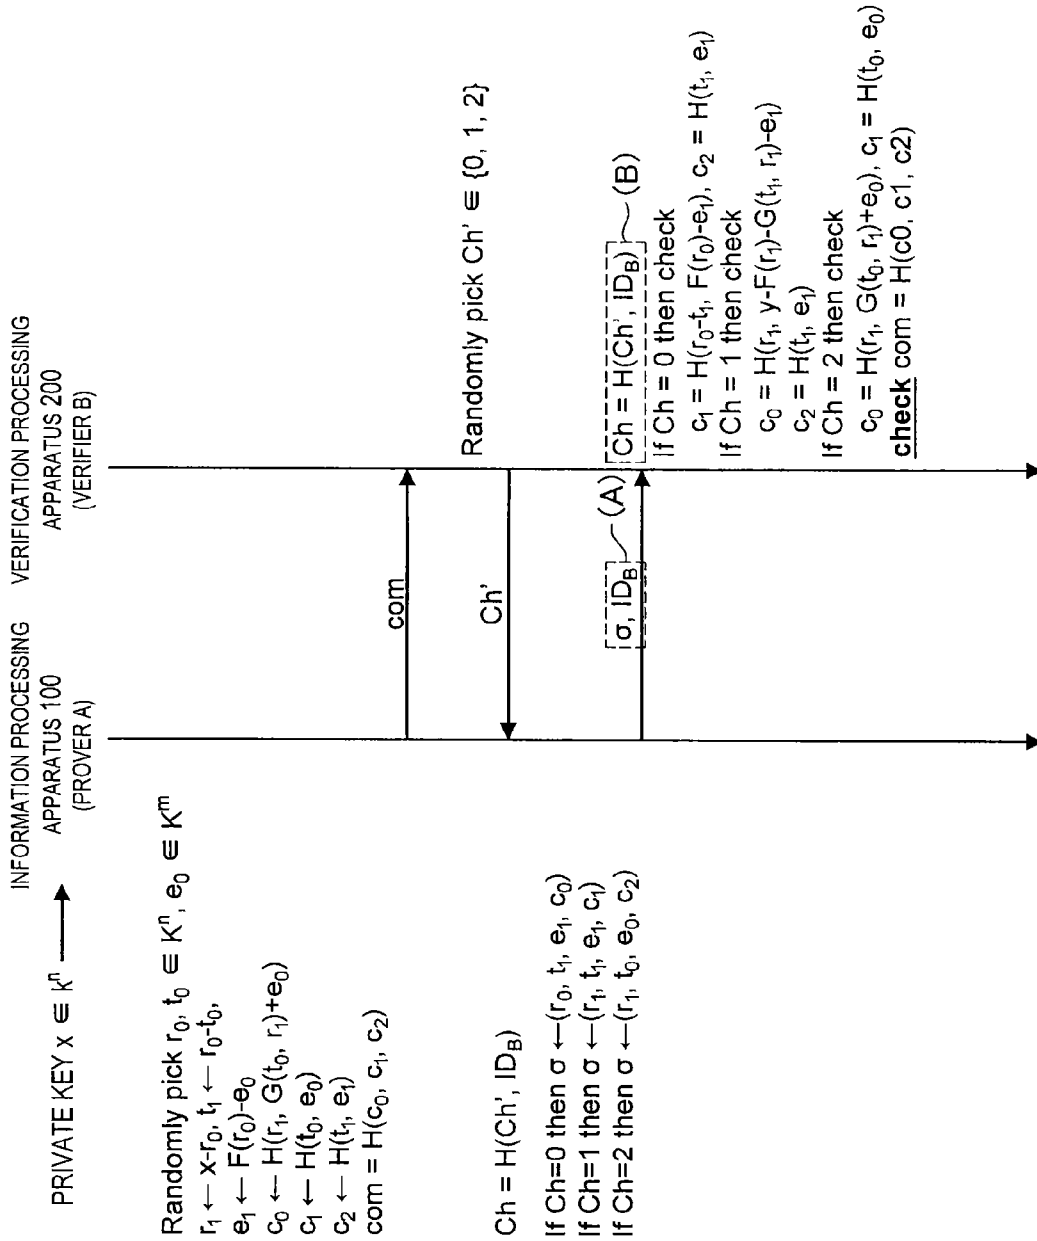 INFORMATION PROCESSING
APPARATUS 100
(PROVER A)
VERIFICATION PROCESSING
APPARATUS 200
(VERIFIER B)
PRIVATE KEY x ∈ kⁿ
Randomly pick r₀, t₀ ∈ Kⁿ, e₀ ∈ Kᵐ
r₁ ← x-r₀, t₁ ← r₀-t₀,
e₁ ← F(r₀)-e₀
c₀ ← H(r₁, G(t₀, r₁)+e₀)
c₁ ← H(t₀, e₀)
c₂ ← H(t₁, e₁)
com = H(c₀, c₁, c₂)
com
Randomly pick Ch' ∈ {0, 1, 2}
Ch'
Ch = H(Ch', ID_B)
If Ch=0 then σ ←(r₀, t₁, e₁, c₀)
If Ch=1 then σ ←(r₁, t₁, e₁, c₁)
If Ch=2 then σ ←(r₁, t₀, e₀, c₂)
σ, ID_B
(A)
Ch = H(Ch', ID_B)
(B)
If Ch = 0 then check
c₁ = H(r₀-t₁, F(r₀)-e₁), c₂ = H(t₁, e₁)
If Ch = 1 then check
c₀ = H(r₁, y-F(r₁)-G(t₁, r₁)-e₁)
c₂ = H(t₁, e₁)
If Ch = 2 then check
c₀ = H(r₁, G(t₀, r₁)+e₀), c₁ = H(t₀, e₀)
check com = H(c0, c1, c2)